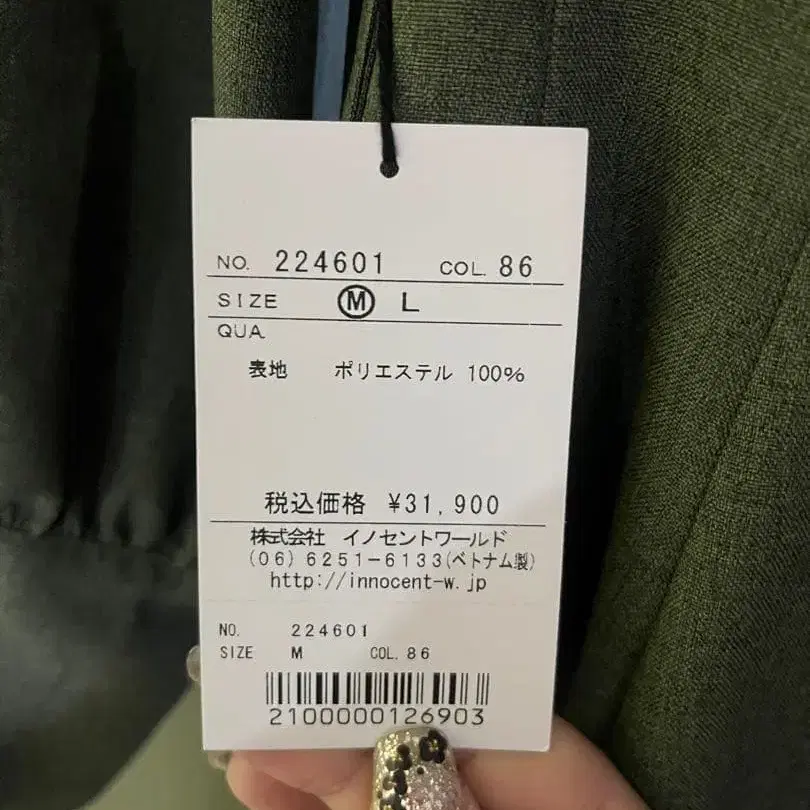 NO. 224601 COL. 86
SIZE Ⓜ L
QUA.
表地 ポリエステル 100%
税込価格 ¥31,900
株式会社 イノセントワールド
(06) 6251-6133(ベトナム製)
http://innocent-w.jp
NO. 224601
SIZE M COL. 86
2100000126903